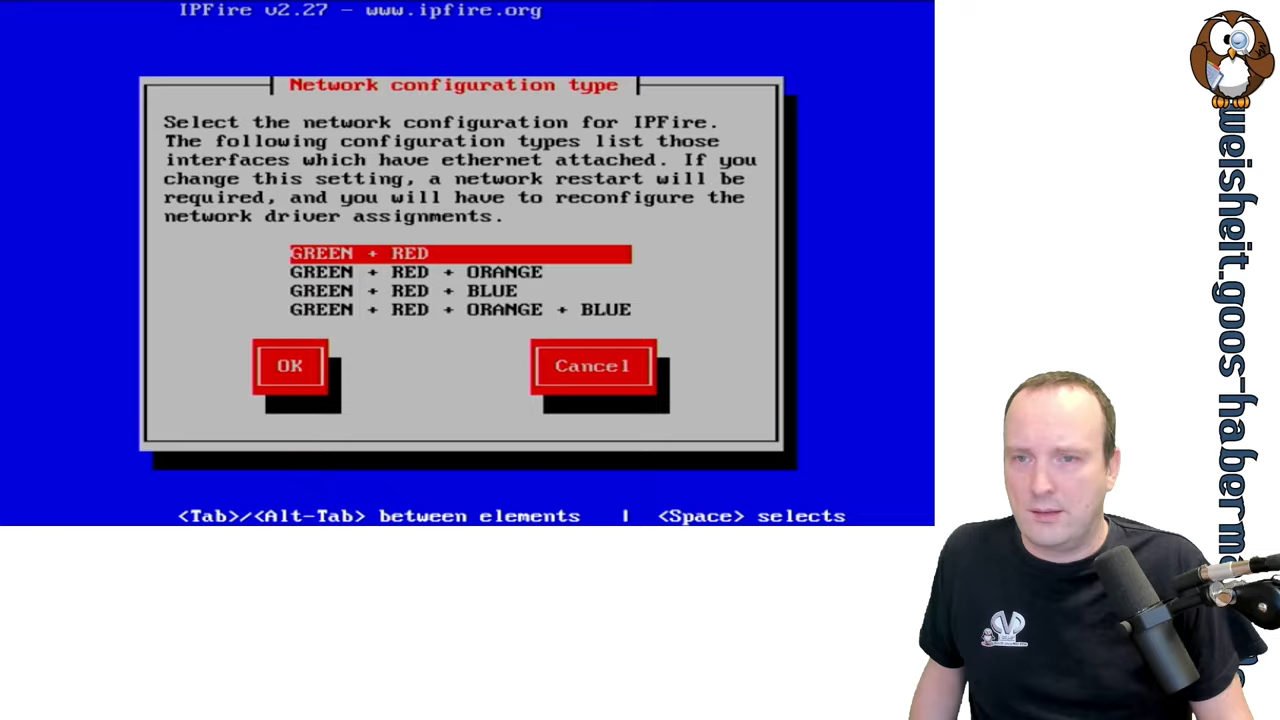 IPFire v2.27 - www.ipfire.org
Network configuration type
Select the network configuration for IPFire.
The following configuration types list those
interfaces which have ethernet attached. If you
change this setting, a network restart will be
required, and you will have to reconfigure the
network driver assignments.
GREEN + RED
GREEN + RED + ORANGE
GREEN + RED + BLUE
GREEN + RED + ORANGE + BLUE
OK
Cancel
<Tab>/<Alt-Tab> between elements | <Space> selects